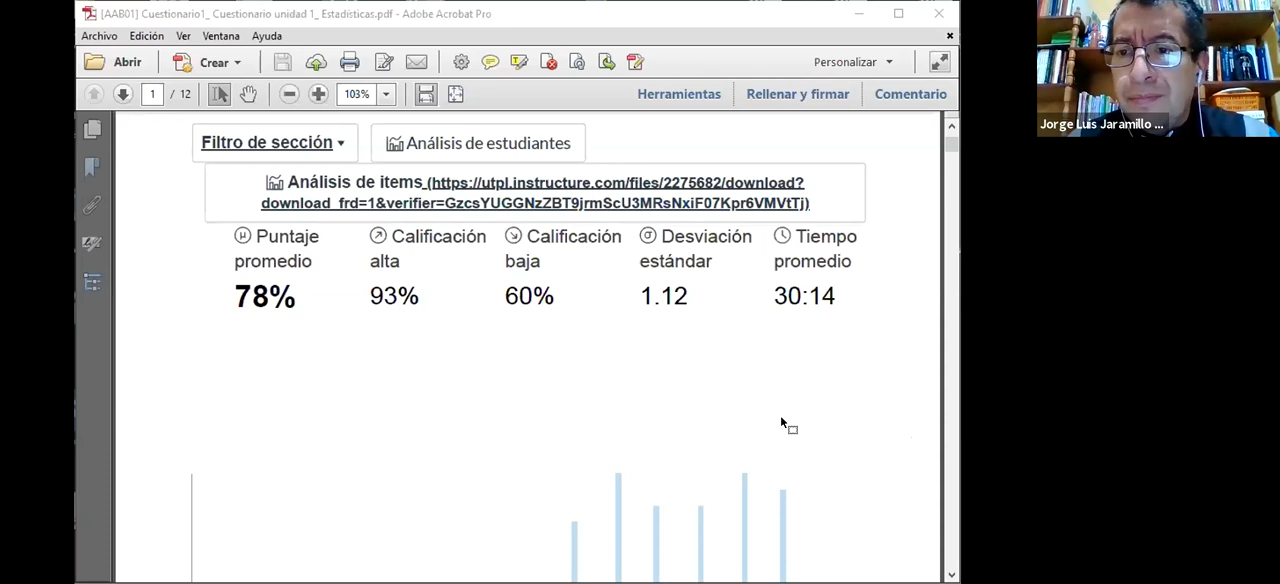 [AAB01] Cuestionario1_ Cuestionario unidad 1_ Estadísticas.pdf - Adobe Acrobat Pro
Archivo Edición Ver Ventana Ayuda
Abrir Crear Personalizar
1 / 12 103% Herramientas Rellenar y firmar Comentario
Filtro de sección Análisis de estudiantes
Análisis de items (https://utpl.instructure.com/files/2275682/download?
download_frd=1&verifier=GzcsYUGGNzZBT9jrmScU3MRsNxiF07Kpr6VMVtTj)
Puntaje promedio
78%
Calificación alta
93%
Calificación baja
60%
Desviación estándar
1.12
Tiempo promedio
30:14
Jorge Luis Jaramillo ...